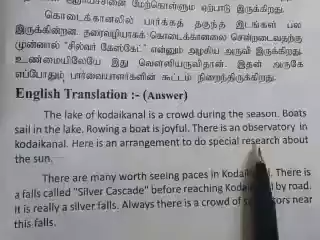 மேற்கொள்ளும் ஏற்பாடு இருக்கிறது.
கொடைக்கானலில் பார்க்கத் தகுந்த இடங்கள் பல
இருக்கின்றன. தரைவழியாகக் கொடைக்கானலை சென்றடைவதற்கு
முன்னால் "சில்வர் கேஸ்கேட்" என்னும் அழகிய அருவி இருக்கிறது.
உண்மையிலேயே இது வெள்ளியருவிதான். இதன் அருகே
எப்போதும் பார்வையாளர்களின் கூட்டம் நிறைந்திருக்கிறது.
English Translation :- (Answer)
The lake of kodaikanal is a crowd during the season. Boats
sail in the lake. Rowing a boat is joyful. There is an observatory in
kodaikanal. Here is an arrangement to do special research about
the sun.
There are many worth seeing paces in There is
a falls called "Silver Cascade" before reaching by road.
It is really a silver falls. Always there is a crowd of near
this falls.